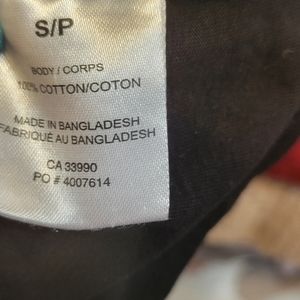 S/P
BODY / CORPS
100% COTTON/COTON
MADE IN BANGLADESH
FABRIQUÉ AU BANGLADESH
CA 33990
PO # 4007614